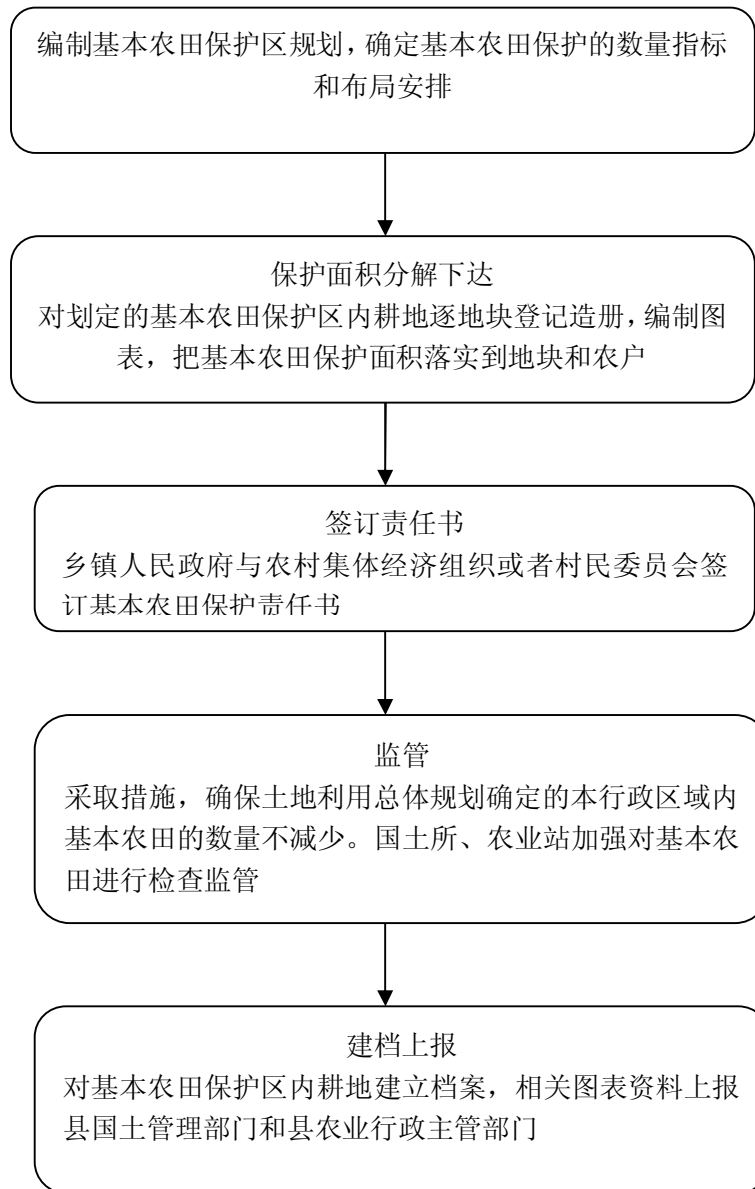 编制基本农田保护区规划，确定基本农田保护的数量指标
和布局安排
保护面积分解下达
对划定的基本农田保护区内耕地逐地块登记造册，编制图
表，把基本农田保护面积落实到地块和农户
签订责任书
乡镇人民政府与农村集体经济组织或者村民委员会签
订基本农田保护责任书
监管
采取措施，确保土地利用总体规划确定的本行政区域内
基本农田的数量不减少。国土所、农业站加强对基本农
田进行检查监管
建档上报
对基本农田保护区内耕地建立档案，相关图表资料上报
县国土管理部门和县农业行政主管部门